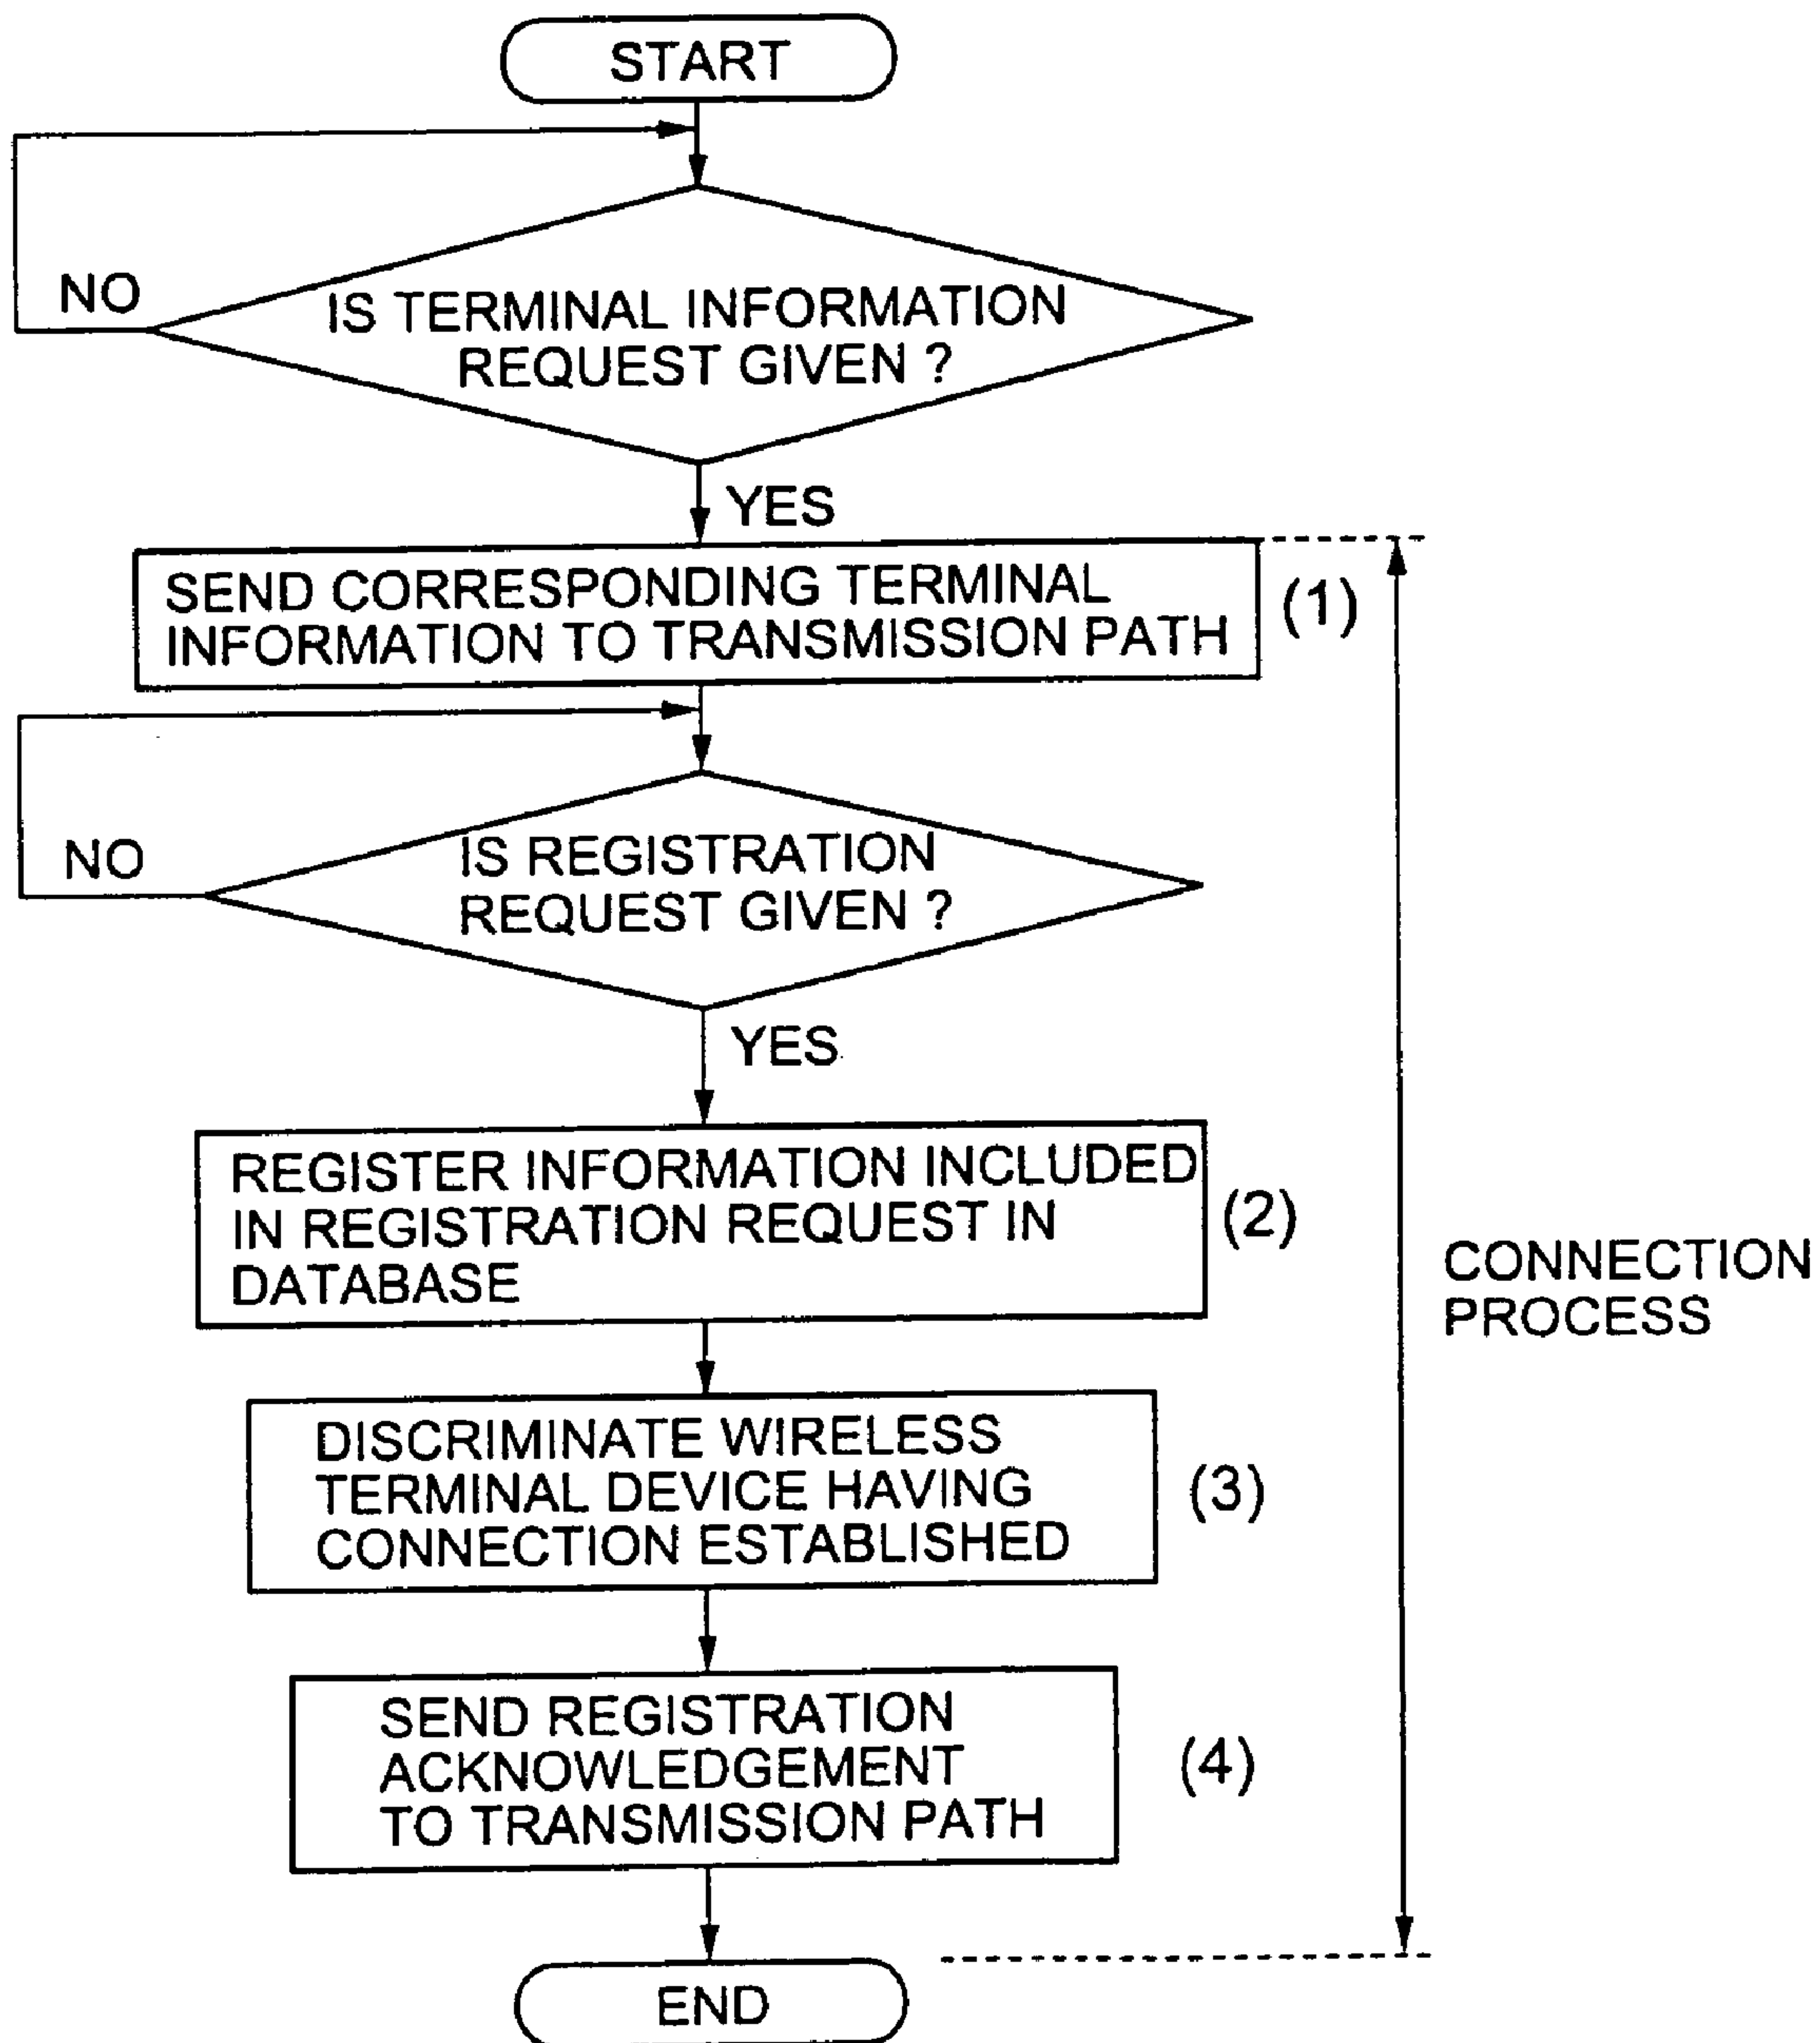 START
NO
IS TERMINAL INFORMATION
REQUEST GIVEN ?
YES
SEND CORRESPONDING TERMINAL
INFORMATION TO TRANSMISSION PATH
(1)
NO
IS REGISTRATION
REQUEST GIVEN ?
YES
REGISTER INFORMATION INCLUDED
IN REGISTRATION REQUEST IN
DATABASE
(2)
CONNECTION
PROCESS
DISCRIMINATE WIRELESS
TERMINAL DEVICE HAVING
CONNECTION ESTABLISHED
(3)
SEND REGISTRATION
ACKNOWLEDGEMENT
TO TRANSMISSION PATH
(4)
END